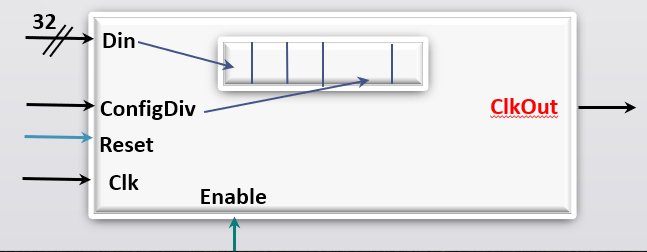 32
Din
ConfigDiv
ClkOut
Reset
Clk
Enable